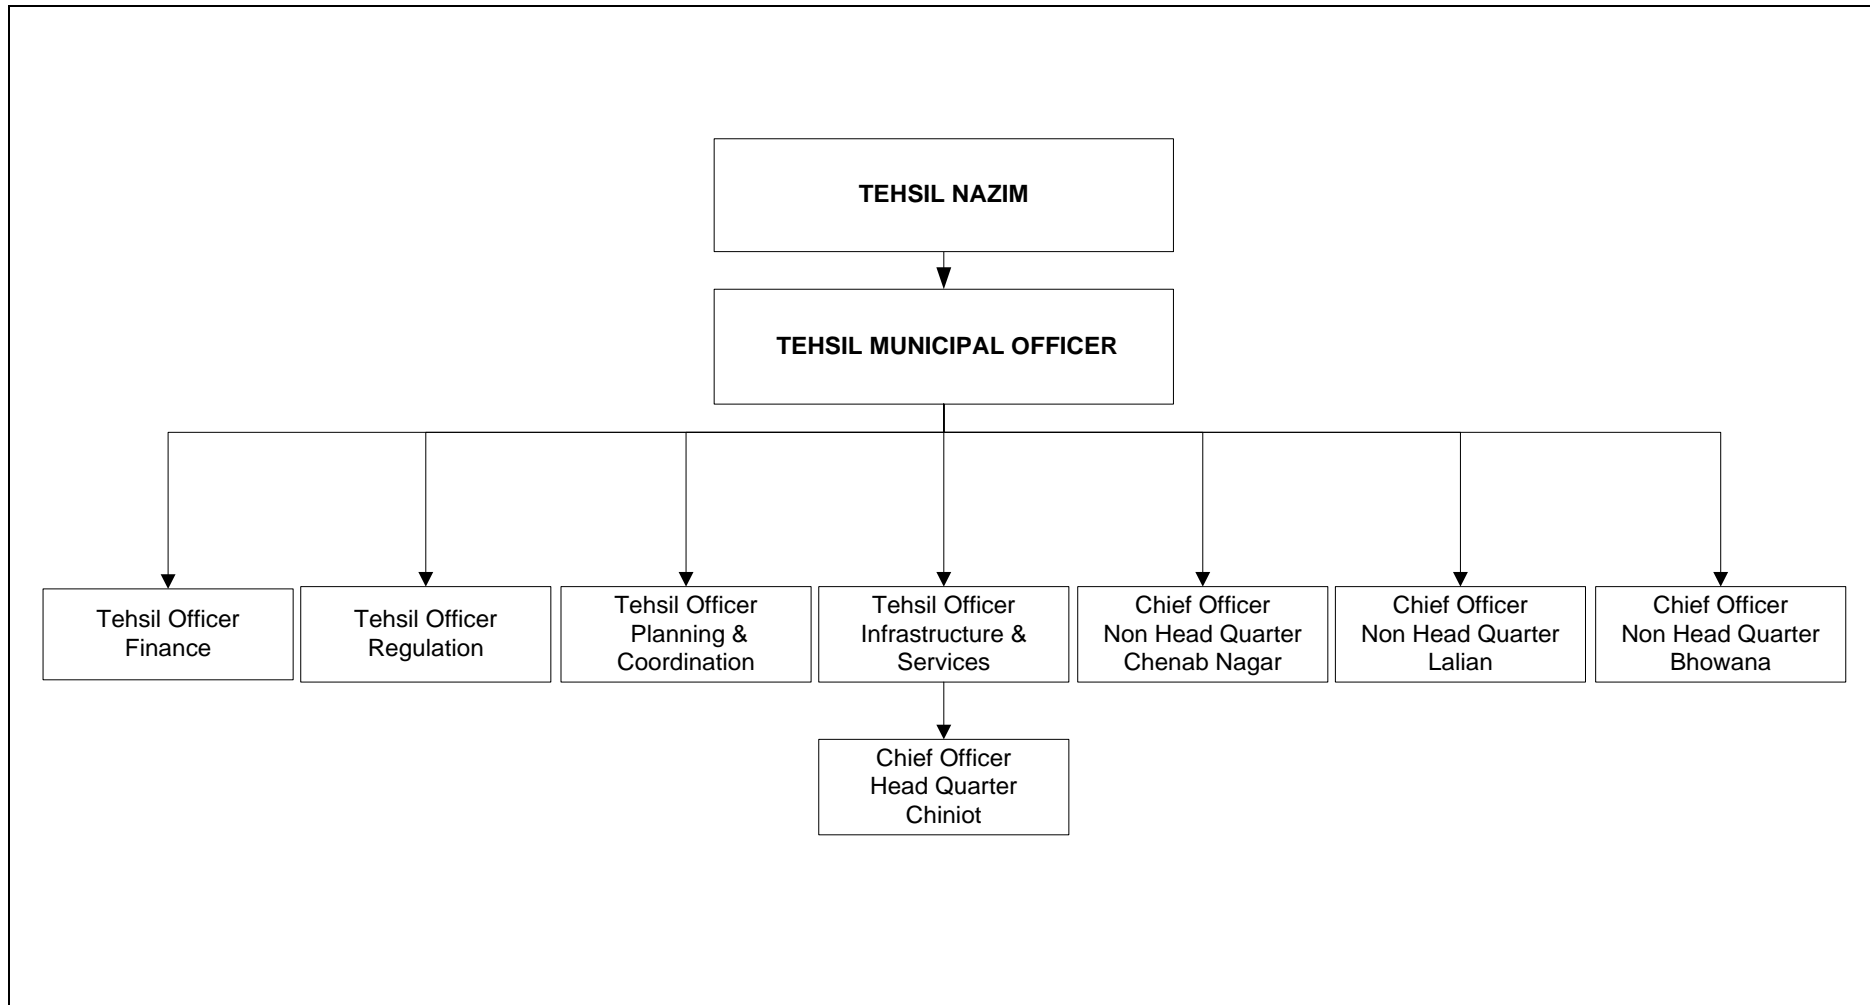 TEHSIL NAZIM
TEHSIL MUNICIPAL OFFICER
Tehsil Officer
Finance
Tehsil Officer
Regulation
Tehsil Officer
Planning &
Coordination
Tehsil Officer
Infrastructure &
Services
Chief Officer
Non Head Quarter
Chenab Nagar
Chief Officer
Non Head Quarter
Lalian
Chief Officer
Non Head Quarter
Bhowana
Chief Officer
Head Quarter
Chiniot